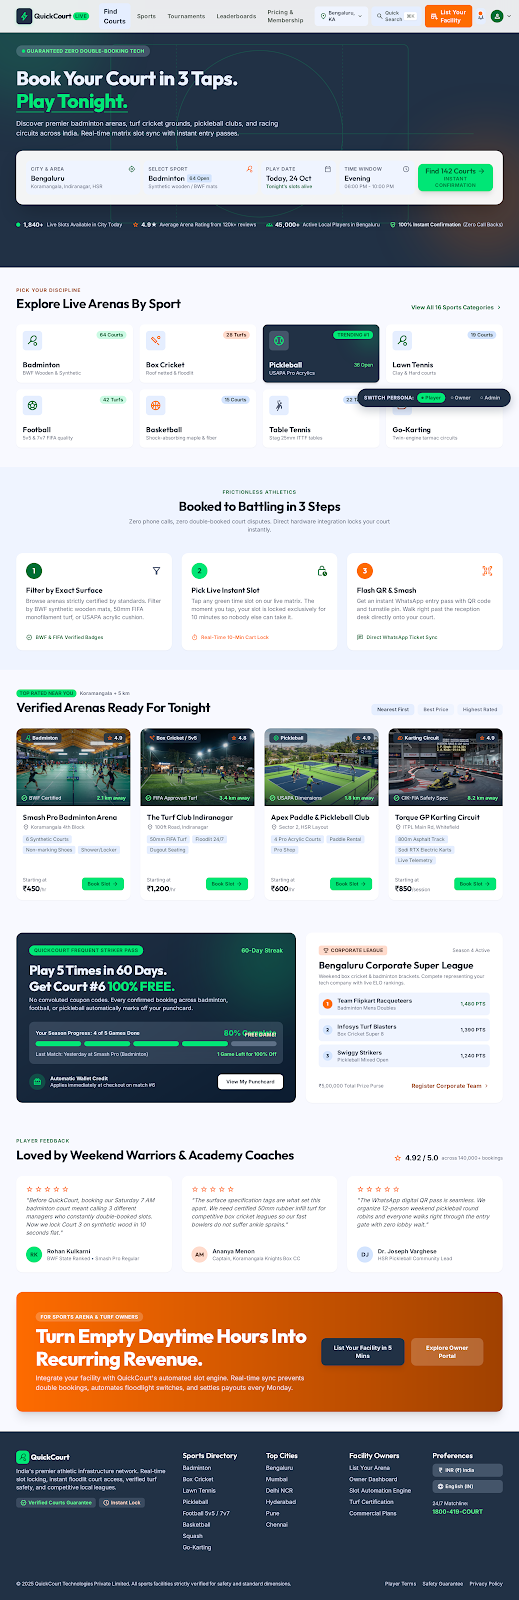 QuickCourt LIVE
Find Courts
Sports
Tournaments
Leaderboards
Pricing & Membership
Bengaluru, KA
Quick Search
⌘K
List Your Facility
GUARANTEED ZERO DOUBLE-BOOKING TECH
Book Your Court in 3 Taps.
Play Tonight.
Discover premier badminton arenas, turf cricket grounds, pickleball clubs, and racing
circuits across India. Real-time matrix slot sync with instant entry passes.
CITY & AREA
Bengaluru
Koramangala, Indiranagar, HSR
SELECT SPORT
Badminton 64 Open
Synthetic wooden / BWF mats
PLAY DATE
Today, 24 Oct
Tonight's slots alive
TIME WINDOW
Evening
06:00 PM - 10:00 PM
Find 142 Courts →
INSTANT CONFIRMATION
1,840+ Live Slots Available in City Today
4.9★ Average Arena Rating from 120k+ reviews
45,000+ Active Local Players in Bengaluru
100% Instant Confirmation (Zero Call Backs)
PICK YOUR DISCIPLINE
Explore Live Arenas By Sport
View All 16 Sports Categories
64 Courts
Badminton
BWF Wooden & Synthetic
28 Turfs
Box Cricket
Roof netted & floodlit
TRENDING #1
Pickleball
36 Open
USAPA Pro Acrylics
19 Courts
Lawn Tennis
Clay & Hard courts
42 Turfs
Football
5v5 & 7v7 FIFA quality
15 Courts
Basketball
Shock-absorbing maple & fiber
Table Tennis
Stag 25mm ITTF tables
SWITCH PERSONA:
Player
Owner
Admin
Go-Karting
Twin-engine tarmac circuits
FRICTIONLESS ATHLETICS
Booked to Battling in 3 Steps
Zero phone calls, zero double-booked court disputes. Direct hardware integration locks your court
instantly.
1
Filter by Exact Surface
Browse arenas strictly certified by standards. Filter
by BWF synthetic wooden mats, 50mm FIFA
monofilament turf, or USAPA acrylic cushion.
BWF & FIFA Verified Badges
2
Pick Live Instant Slot
Tap any green time slot on our live matrix. The
moment you tap, your slot is locked exclusively for
10 minutes so nobody else can take it.
Real-Time 10-Min Cart Lock
3
Flash QR & Smash
Get an instant WhatsApp entry pass with QR code
and turnstile pin. Walk right past the reception
desk directly onto your court.
Direct WhatsApp Ticket Sync
TOP RATED NEAR YOU
Koramangala + 5 km
Verified Arenas Ready For Tonight
Nearest First
Best Price
Highest Rated
Badminton
4.9
BWF Certified
2.1 km away
Smash Pro Badminton Arena
Koramangala 4th Block
6 Synthetic Courts
Non-marking Shoes
Shower/Locker
Starting at
₹450/hr
Book Slot →
Box Cricket / 5v5
4.8
FIFA Approved Turf
3.4 km away
The Turf Club Indiranagar
100ft Road, Indiranagar
50mm FIFA Turf
Floodlit 24/7
Dugout Seating
Starting at
₹1,200/hr
Book Slot →
Pickleball
4.9
USAPA Dimensions
1.8 km away
Apex Paddle & Pickleball Club
Sector 2, HSR Layout
4 Pro Acrylic Courts
Paddle Rental
Pro Shop
Starting at
₹600/hr
Book Slot →
Karting Circuit
4.9
CIK-FIA Safety Spec
8.2 km away
Torque GP Karting Circuit
ITPL Main Rd, Whitefield
800m Asphalt Track
Sodi RTX Electric Karts
Live Telemetry
Starting at
₹850/session
Book Slot →
QUICKCOURT FREQUENT STRIKER PASS
60-Day Streak
Play 5 Times in 60 Days.
Get Court #6 100% FREE.
No convoluted coupon codes. Every confirmed booking across badminton,
football, or pickleball automatically marks off your punchcard.
Your Season Progress: 4 of 5 Games Done
80% Complete
FREE GAME!
Last Match: Yesterday at Smash Pro (Badminton)
1 Game Left for 100% Off
Automatic Wallet Credit
Applies immediately at checkout on match #6
View My Punchcard
CORPORATE LEAGUE
Season 4 Active
Bengaluru Corporate Super League
Weekend box cricket & badminton brackets. Compete representing your
tech company with live ELO rankings.
1
Team Flipkart Racqueteers
Badminton Mens Doubles
1,480 PTS
2
Infosys Turf Blasters
Box Cricket Super 8
1,390 PTS
3
Swiggy Strikers
Pickleball Mixed Open
1,240 PTS
₹5,00,000 Total Prize Purse
Register Corporate Team
PLAYER FEEDBACK
Loved by Weekend Warriors & Academy Coaches
4.92 / 5.0 across 140,000+ bookings
"Before QuickCourt, booking our Saturday 7 AM
badminton court meant calling 3 different
managers who constantly double-booked slots.
Now we lock Court 3 on synthetic wood in 10
seconds flat."
RK
Rohan Kulkarni
BWF State Ranked • Smash Pro Regular
"The surface specification tags are what set this
apart. We need certified 50mm rubber infill turf for
competitive box cricket leagues so our fast
bowlers do not suffer ankle sprains."
AM
Ananya Menon
Captain, Koramangala Knights Box CC
"The WhatsApp digital QR pass is seamless. We
organize 12-person weekend pickleball round
robins and everyone walks right through the entry
gate with zero lobby wait."
DJ
Dr. Joseph Varghese
HSR Pickleball Community Lead
FOR SPORTS ARENA & TURF OWNERS
Turn Empty Daytime Hours Into
Recurring Revenue.
Integrate your facility with QuickCourt's automated slot engine. Real-time sync prevents
double bookings, automates floodlight switches, and settles payouts every Monday.
List Your Facility in 5 Mins
Explore Owner Portal
QuickCourt
India's premier athletic infrastructure network. Real-time
slot locking, instant floodlit court access, verified turf
safety, and competitive local leagues.
Verified Courts Guarantee
Instant Lock
Sports Directory
Badminton
Box Cricket
Lawn Tennis
Pickleball
Football 5v5 / 7v7
Basketball
Squash
Go-Karting
Top Cities
Bengaluru
Mumbai
Delhi NCR
Hyderabad
Pune
Chennai
Facility Owners
List Your Arena
Owner Dashboard
Slot Automation Engine
Turf Certification
Commercial Plans
Preferences
INR (₹) India
English (IN)
24/7 Matchline:
1800-419-COURT
© 2025 QuickCourt Technologies Private Limited. All sports facilities strictly verified for safety and standard dimensions.
Player Terms
Safety Guarantee
Privacy Policy